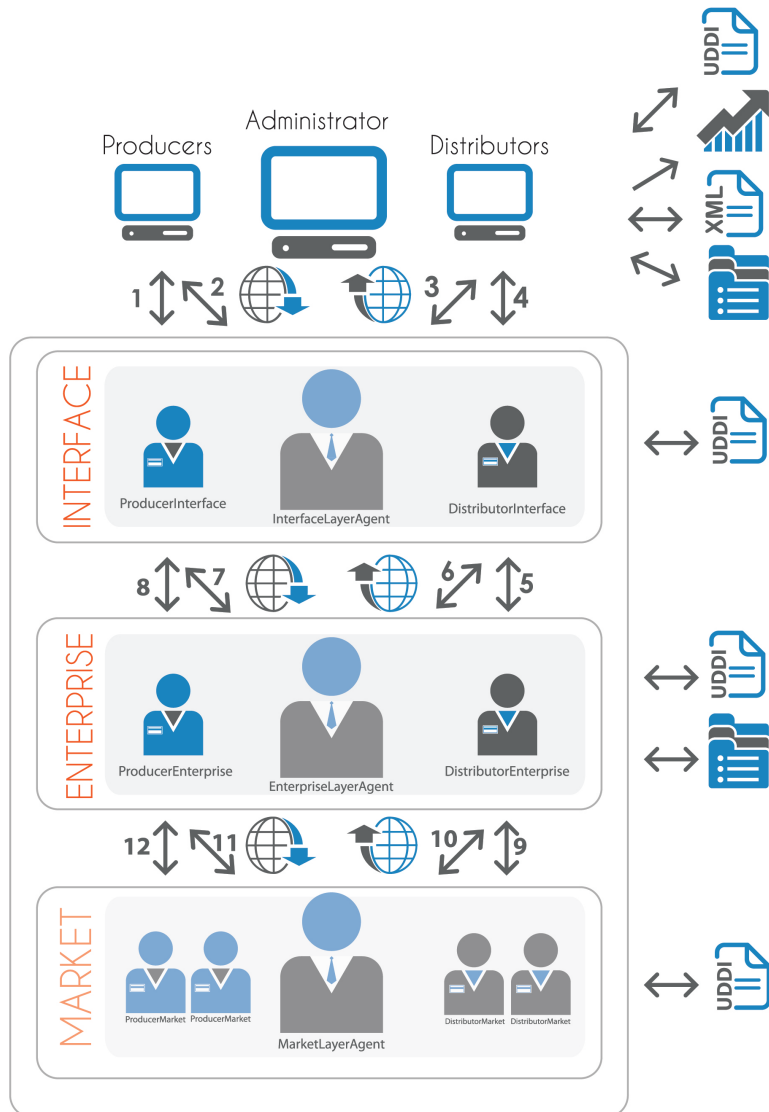 UDDI
Administrator
Producers
Distributors
XML
1
2
3
4
INTERFACE
ProducerInterface
InterfaceLayerAgent
DistributorInterface
UDDI
8
7
6
5
ENTERPRISE
ProducerEnterprise
EnterpriseLayerAgent
DistributorEnterprise
UDDI
12
11
10
9
MARKET
ProducerMarket
ProducerMarket
MarketLayerAgent
DistributorMarket
DistributorMarket
UDDI